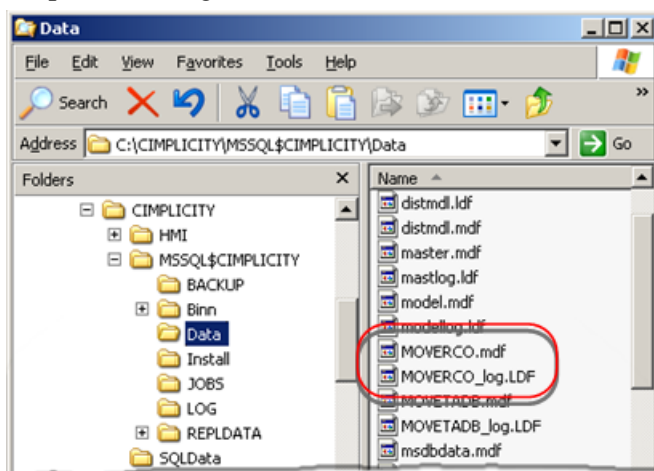 Data
File Edit View Favorites Tools Help
Search »
Address C:\CIMPLICITY\MSSQL$CIMPLICITY\Data Go
Folders
CIMPLICITY
HMI
MSSQL$CIMPLICITY
BACKUP
Binn
Data
Install
JOBS
LOG
REPLDATA
SQLData
Name
distmdl.ldf
distmdl.mdf
master.mdf
mastlog.ldf
model.mdf
modellog.ldf
MOVERCO.mdf
MOVERCO_log.LDF
MOVETADB.mdf
MOVETADB_log.LDF
msdbdata.mdf